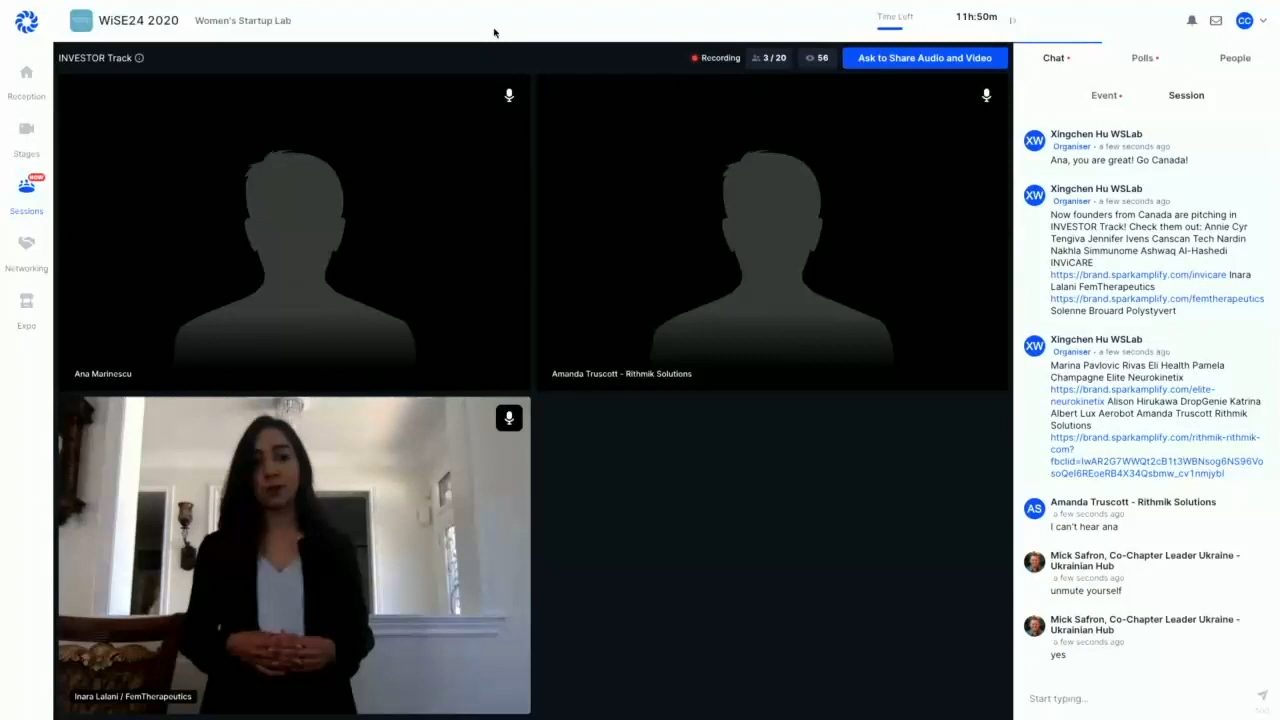 WiSE24 2020
Women's Startup Lab
Time Left
11h:50m
CC
Reception
Stages
NOW
Sessions
Networking
Expo
INVESTOR Track
Recording
3 / 20
56
Ask to Share Audio and Video
Ana Marinescu
Amanda Truscott - Rithmik Solutions
Inara Lalani / FemTherapeutics
Chat
Polls
People
Event
Session
XW
Xingchen Hu WSLab
Organiser • a few seconds ago
Ana, you are great! Go Canada!
XW
Xingchen Hu WSLab
Organiser • a few seconds ago
Now founders from Canada are pitching in
INVESTOR Track! Check them out: Annie Cyr
Tengiva Jennifer Ivens Canscan Tech Nardin
Nakhla Simmunome Ashwaq Al-Hashedi
INViCARE
https://brand.sparkamplify.com/invicare Inara
Lalani FemTherapeutics
https://brand.sparkamplify.com/femtherapeutics
Solenne Brouard Polystyvert
XW
Xingchen Hu WSLab
Organiser • a few seconds ago
Marina Pavlovic Rivas Eli Health Pamela
Champagne Elite Neurokinetix
https://brand.sparkamplify.com/elite-
neurokinetix Alison Hirukawa DropGenie Katrina
Albert Lux Aerobot Amanda Truscott Rithmik
Solutions
https://brand.sparkamplify.com/rithmik-rithmik-
com?
AS
Amanda Truscott - Rithmik Solutions
a few seconds ago
I can't hear ana
Mick Safron, Co-Chapter Leader Ukraine -
Ukrainian Hub
a few seconds ago
unmute yourself
Mick Safron, Co-Chapter Leader Ukraine -
Ukrainian Hub
a few seconds ago
yes
Start typing...